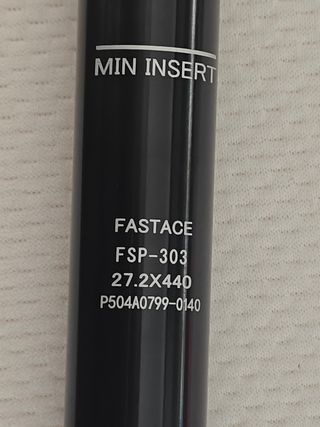 MIN INSERT
FASTACE
FSP-303
27.2X440
P504A0799-0140